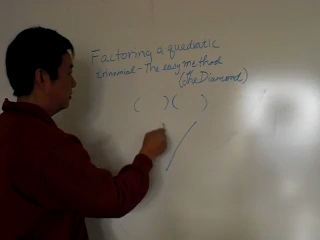 Factoring a quadratic
trinomial - The easy method
(The Diamond)
(   ) (   )